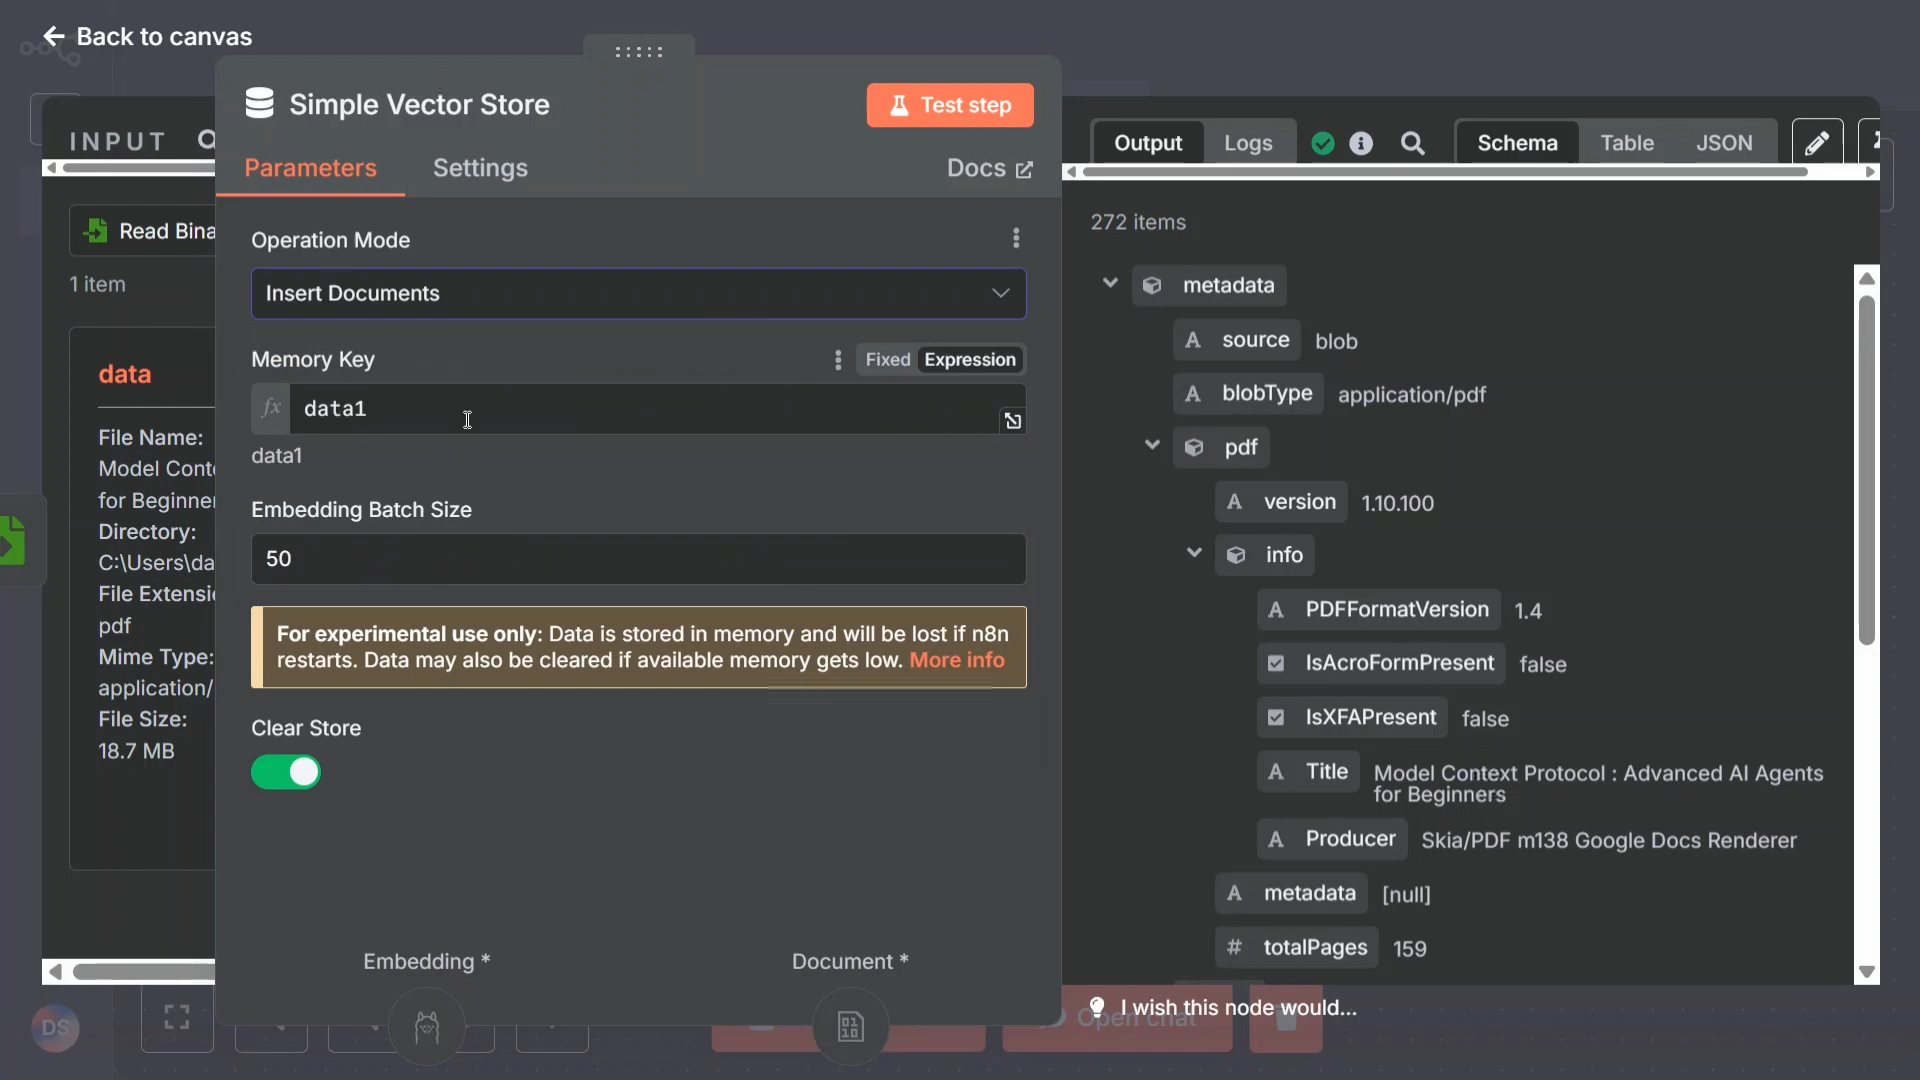 Back to canvas
Simple Vector Store
Test step
INPUT
Parameters
Settings
Docs
Output
Logs
Schema
Table
JSON
Read Bina
1 item
data
File Name:
Model Cont
for Beginner
Directory:
C:\Users\da
File Extensi
pdf
Mime Type:
application/
File Size:
18.7 MB
Operation Mode
Insert Documents
Memory Key
Fixed
Expression
fx
data1
data1
Embedding Batch Size
50
For experimental use only: Data is stored in memory and will be lost if n8n
restarts. Data may also be cleared if available memory gets low. More info
Clear Store
Embedding *
Document *
272 items
metadata
A source blob
A blobType application/pdf
pdf
A version 1.10.100
info
A PDFFormatVersion 1.4
IsAcroFormPresent false
IsXFAPresent false
A Title Model Context Protocol : Advanced AI Agents
for Beginners
A Producer Skia/PDF m138 Google Docs Renderer
A metadata [null]
# totalPages 159
I wish this node would...
Open chat
DS